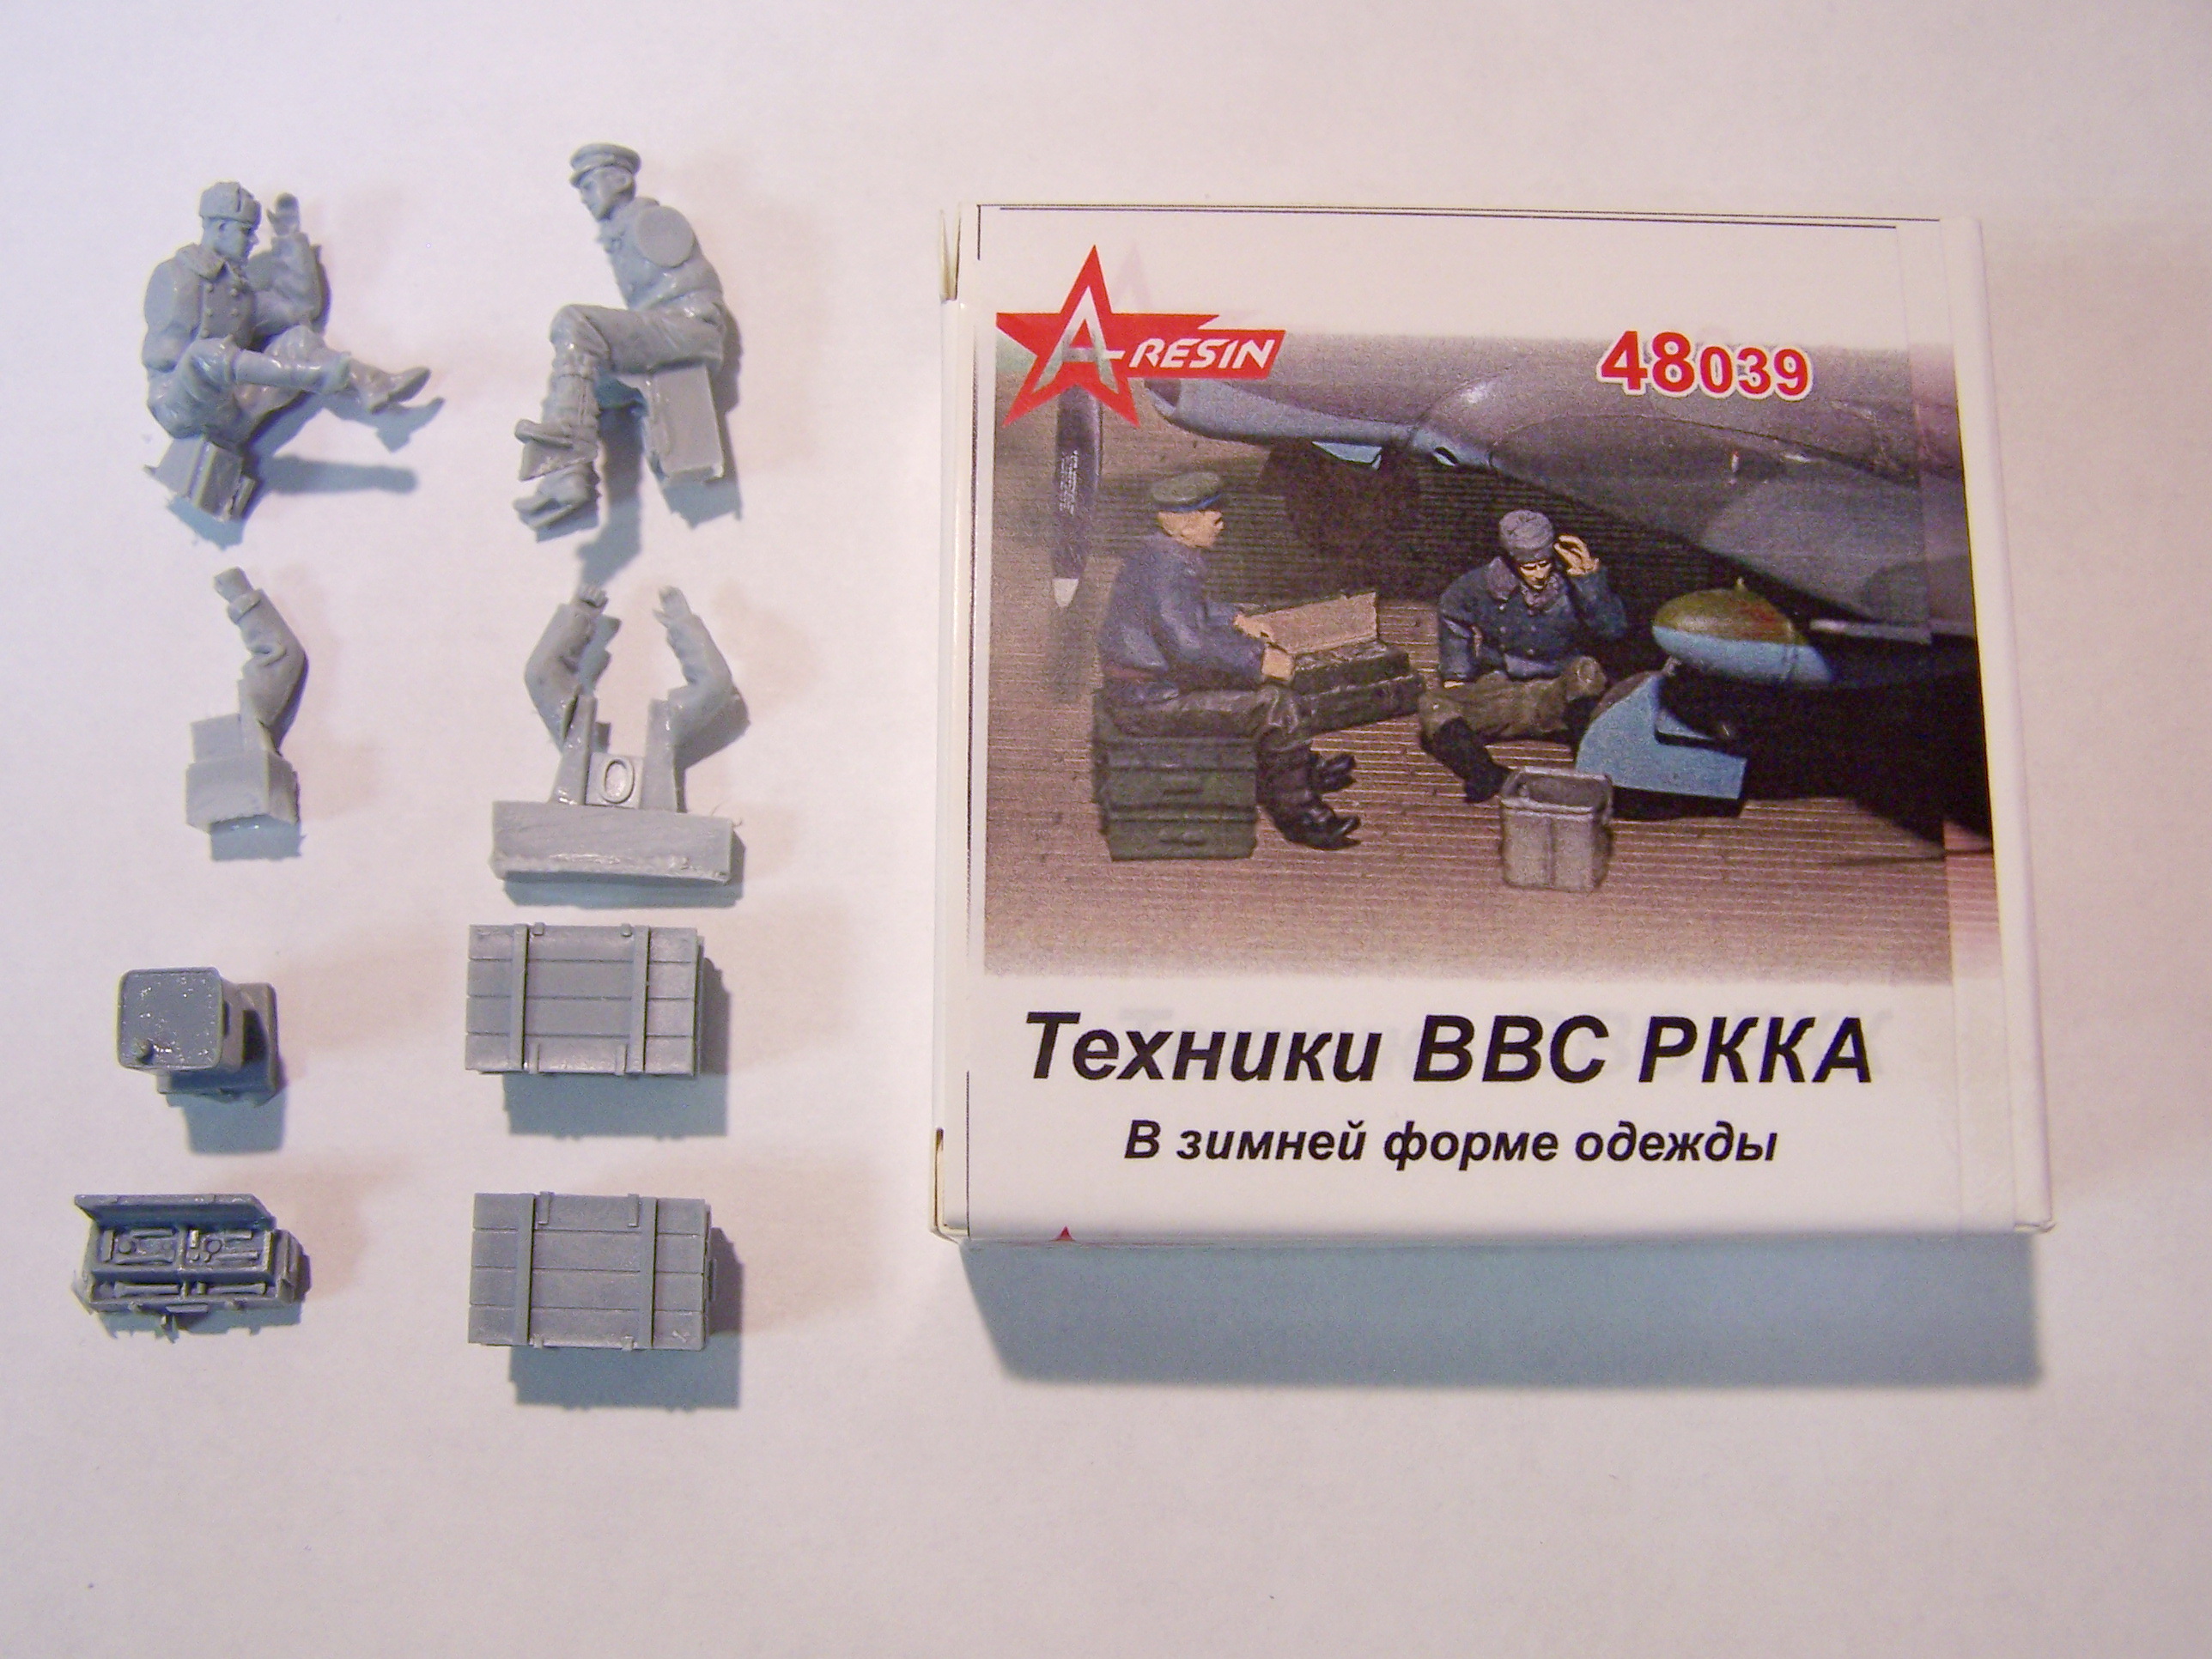 A-RESIN
48039
Техники ВВС РККА
В зимней форме одежды